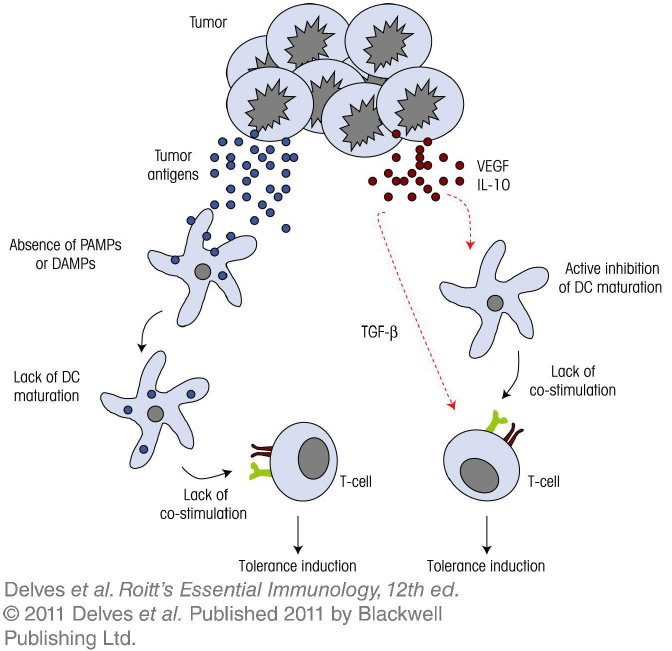 Tumor
Tumor
antigens
VEGF
IL-10
Absence of PAMPs
or DAMPs
Active inhibition
of DC maturation
TGF-β
Lack of DC
maturation
Lack of
co-stimulation
T-cell
Lack of
co-stimulation
T-cell
Tolerance induction
Tolerance induction
Delves et al. Roitt's Essential Immunology, 12th ed.
© 2011 Delves et al. Published 2011 by Blackwell
Publishing Ltd.